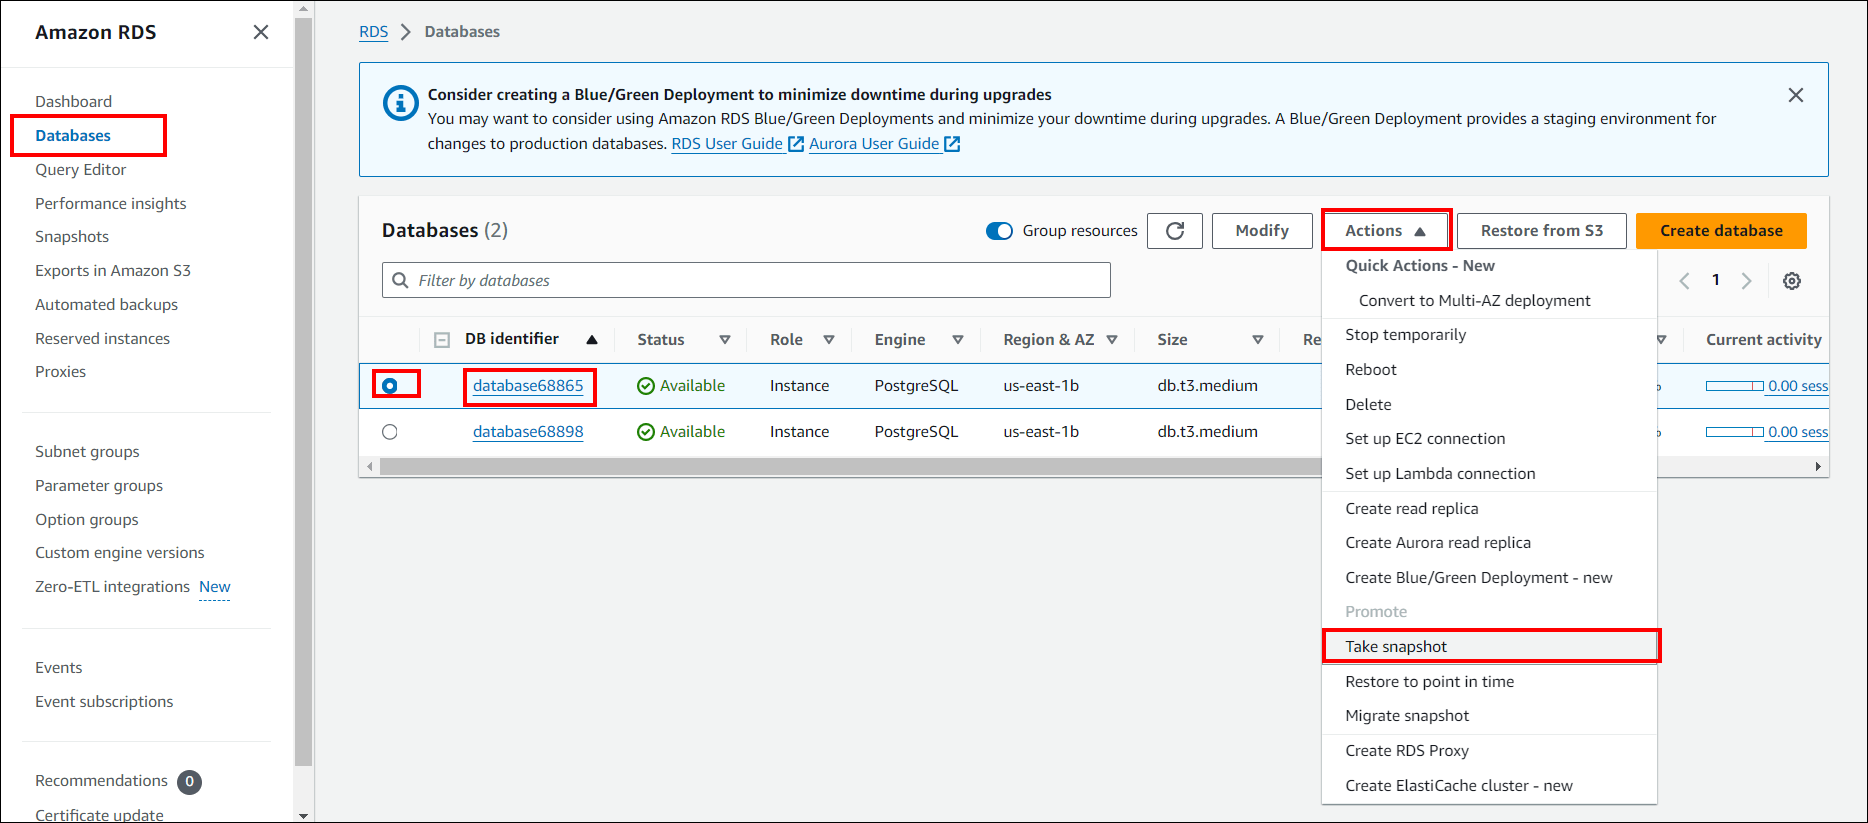 Amazon RDS
Dashboard
Databases
Query Editor
Performance insights
Snapshots
Exports in Amazon S3
Automated backups
Reserved instances
Proxies
Subnet groups
Parameter groups
Option groups
Custom engine versions
Zero-ETL integrations New
Events
Event subscriptions
Recommendations 0
Certificate update
RDS > Databases
Consider creating a Blue/Green Deployment to minimize downtime during upgrades
You may want to consider using Amazon RDS Blue/Green Deployments and minimize your downtime during upgrades. A Blue/Green Deployment provides a staging environment for
changes to production databases. RDS User Guide Aurora User Guide
Databases (2) Group resources Modify Actions Restore from S3 Create database
Filter by databases 1
DB identifier Status Role Engine Region & AZ Size Re Current activity
database68865 Available Instance PostgreSQL us-east-1b db.t3.medium 0.00 sess
database68898 Available Instance PostgreSQL us-east-1b db.t3.medium 0.00 sess
Quick Actions - New
Convert to Multi-AZ deployment
Stop temporarily
Reboot
Delete
Set up EC2 connection
Set up Lambda connection
Create read replica
Create Aurora read replica
Create Blue/Green Deployment - new
Promote
Take snapshot
Restore to point in time
Migrate snapshot
Create RDS Proxy
Create ElastiCache cluster - new